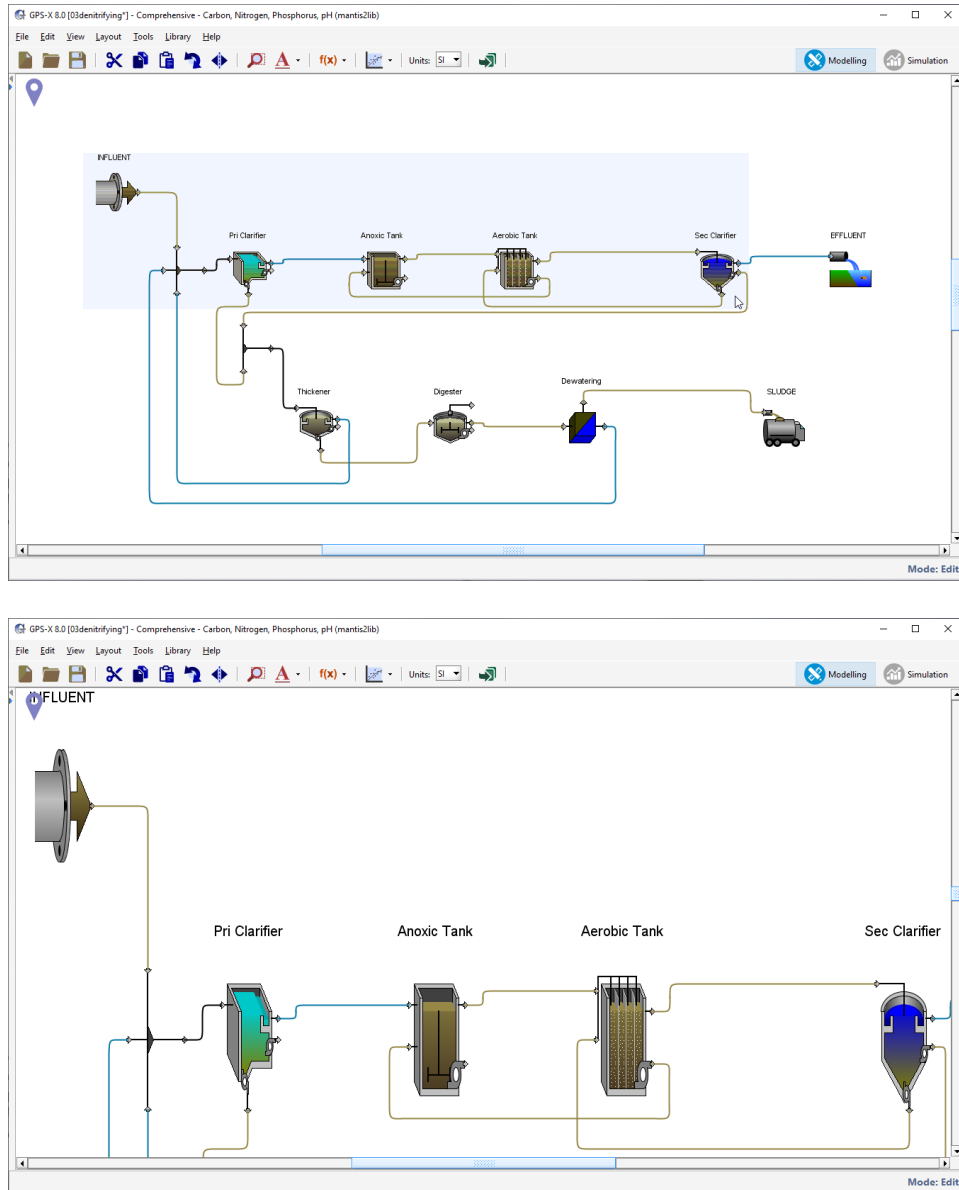 GPS-X 8.0 [03denitrifying*] - Comprehensive - Carbon, Nitrogen, Phosphorus, pH (mantis2lib)
File Edit View Layout Tools Library Help
A f(x) Units: SI Modelling Simulation
INFLUENT
Pri Clarifier Anoxic Tank Aerobic Tank Sec Clarifier EFFLUENT
Thickener Digester Dewatering SLUDGE
Mode: Edit
GPS-X 8.0 [03denitrifying*] - Comprehensive - Carbon, Nitrogen, Phosphorus, pH (mantis2lib)
File Edit View Layout Tools Library Help
A f(x) Units: SI Modelling Simulation
INFLUENT
Pri Clarifier Anoxic Tank Aerobic Tank Sec Clarifier
Mode: Edit